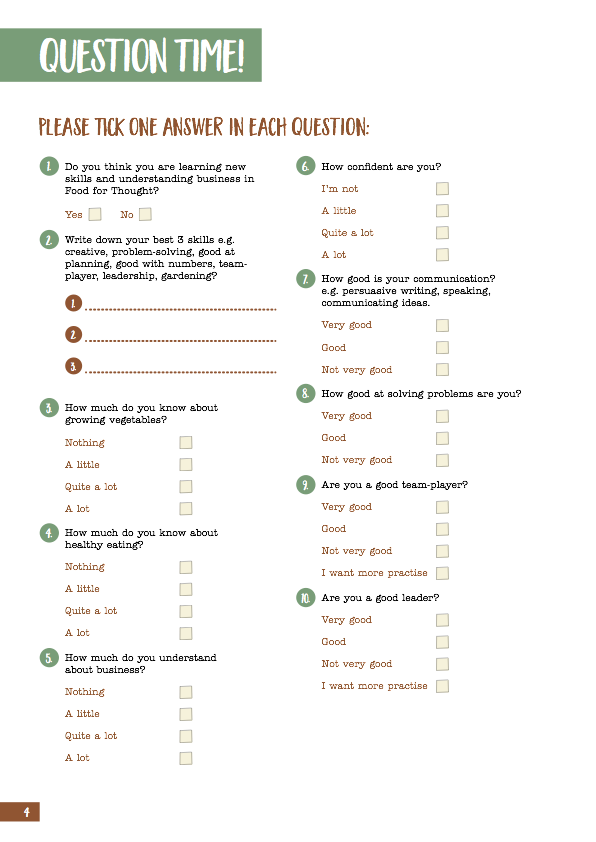 QUESTION TIME!
PLEASE TICK ONE ANSWER IN EACH QUESTION:
1. Do you think you are learning new
skills and understanding business in
Food for Thought?
Yes No
2. Write down your best 3 skills e.g.
creative, problem-solving, good at
planning, good with numbers, team-
player, leadership, gardening?
1.
2.
3.
3. How much do you know about
growing vegetables?
Nothing
A little
Quite a lot
A lot
4. How much do you know about
healthy eating?
Nothing
A little
Quite a lot
A lot
5. How much do you understand
about business?
Nothing
A little
Quite a lot
A lot
6. How confident are you?
I'm not
A little
Quite a lot
A lot
7. How good is your communication?
e.g. persuasive writing, speaking,
communicating ideas.
Very good
Good
Not very good
8. How good at solving problems are you?
Very good
Good
Not very good
9. Are you a good team-player?
Very good
Good
Not very good
I want more practise
10. Are you a good leader?
Very good
Good
Not very good
I want more practise
4